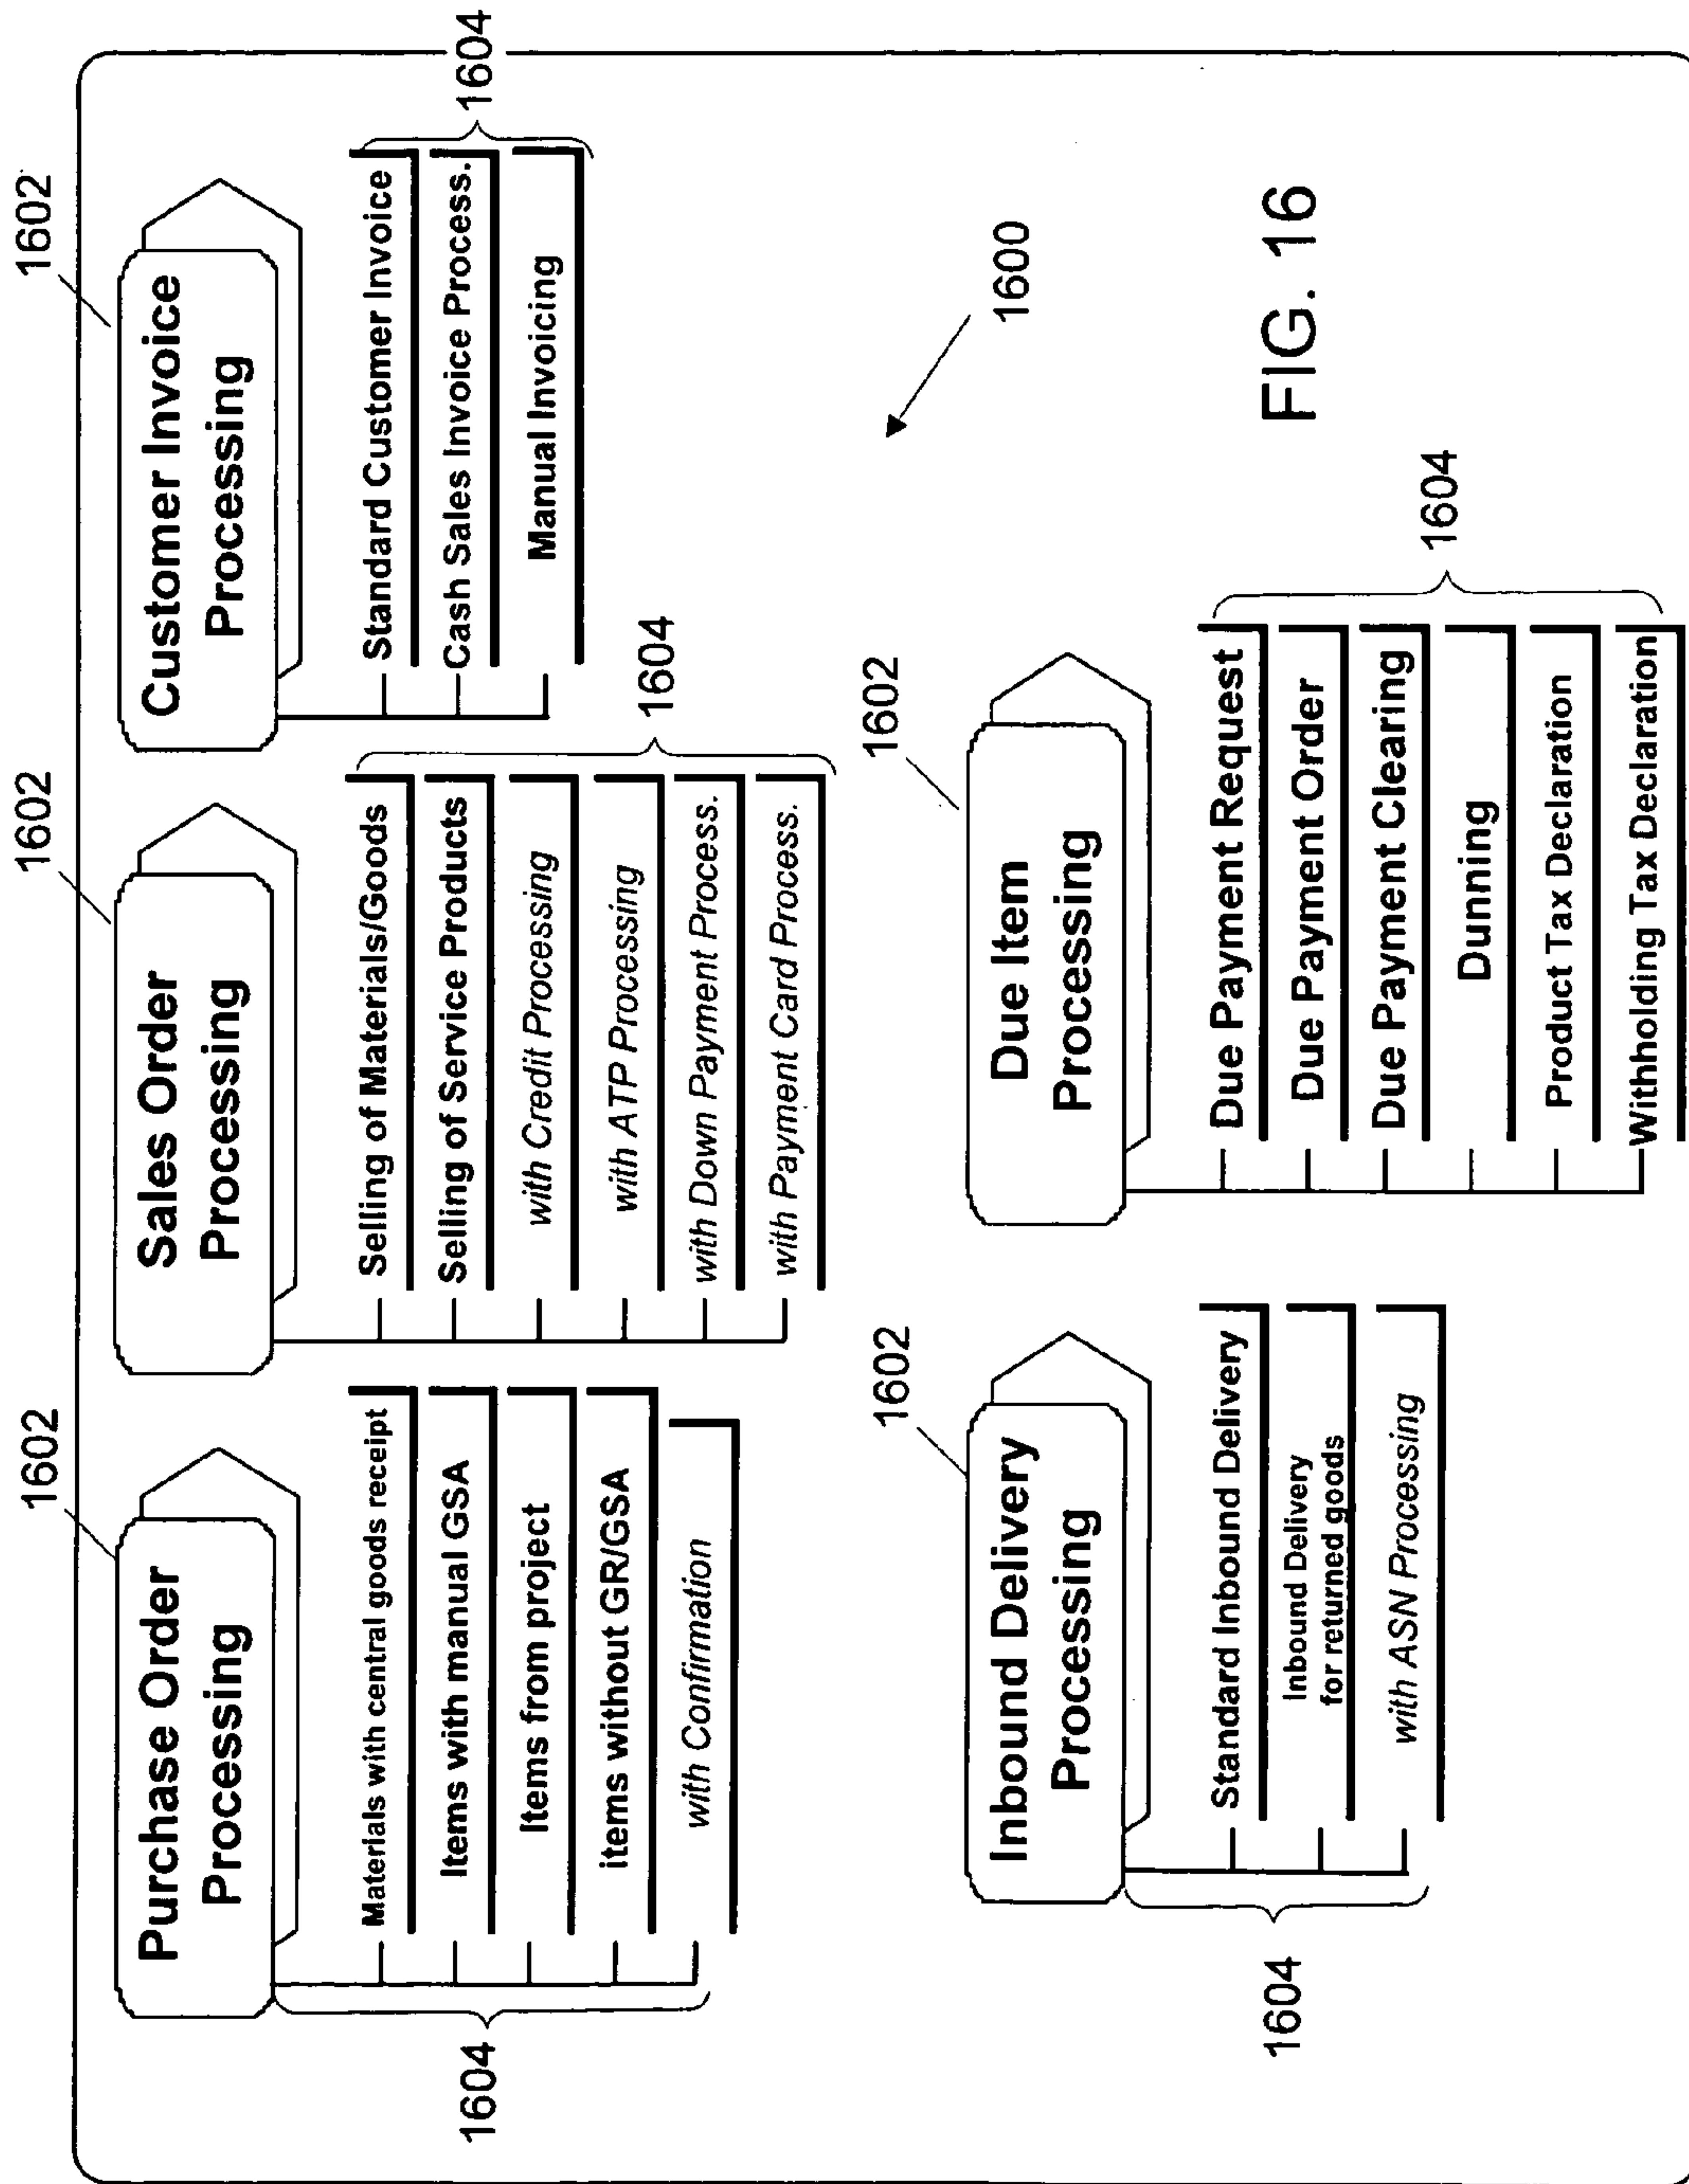 1602
Purchase Order
Processing
Materials with central goods receipt
Items with manual GSA
Items from project
items without GR/GSA
with Confirmation
1604
1602
Sales Order
Processing
Selling of Materials/Goods
Selling of Service Products
with Credit Processing
with ATP Processing
with Down Payment Process.
with Payment Card Process.
1604
1602
Customer Invoice
Processing
Standard Customer Invoice
Cash Sales Invoice Process.
Manual Invoicing
1604
1602
Inbound Delivery
Processing
Standard Inbound Delivery
Inbound Delivery
for returned goods
with ASN Processing
1604
1602
Due Item
Processing
Due Payment Request
Due Payment Order
Due Payment Clearing
Dunning
Product Tax Declaration
Withholding Tax Declaration
1604
1600
FIG. 16